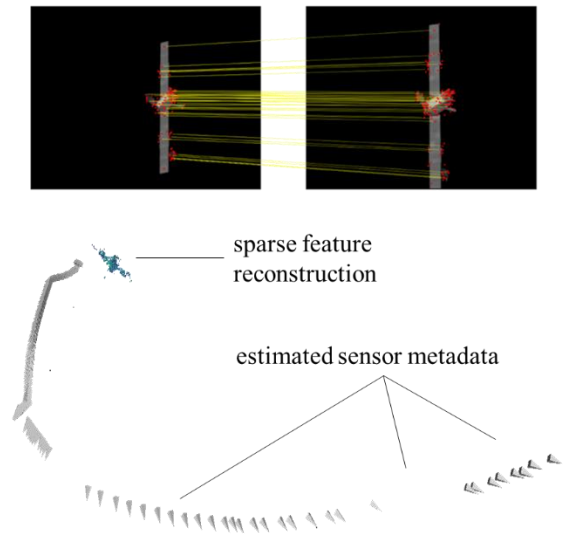 sparse feature
reconstruction
estimated sensor metadata